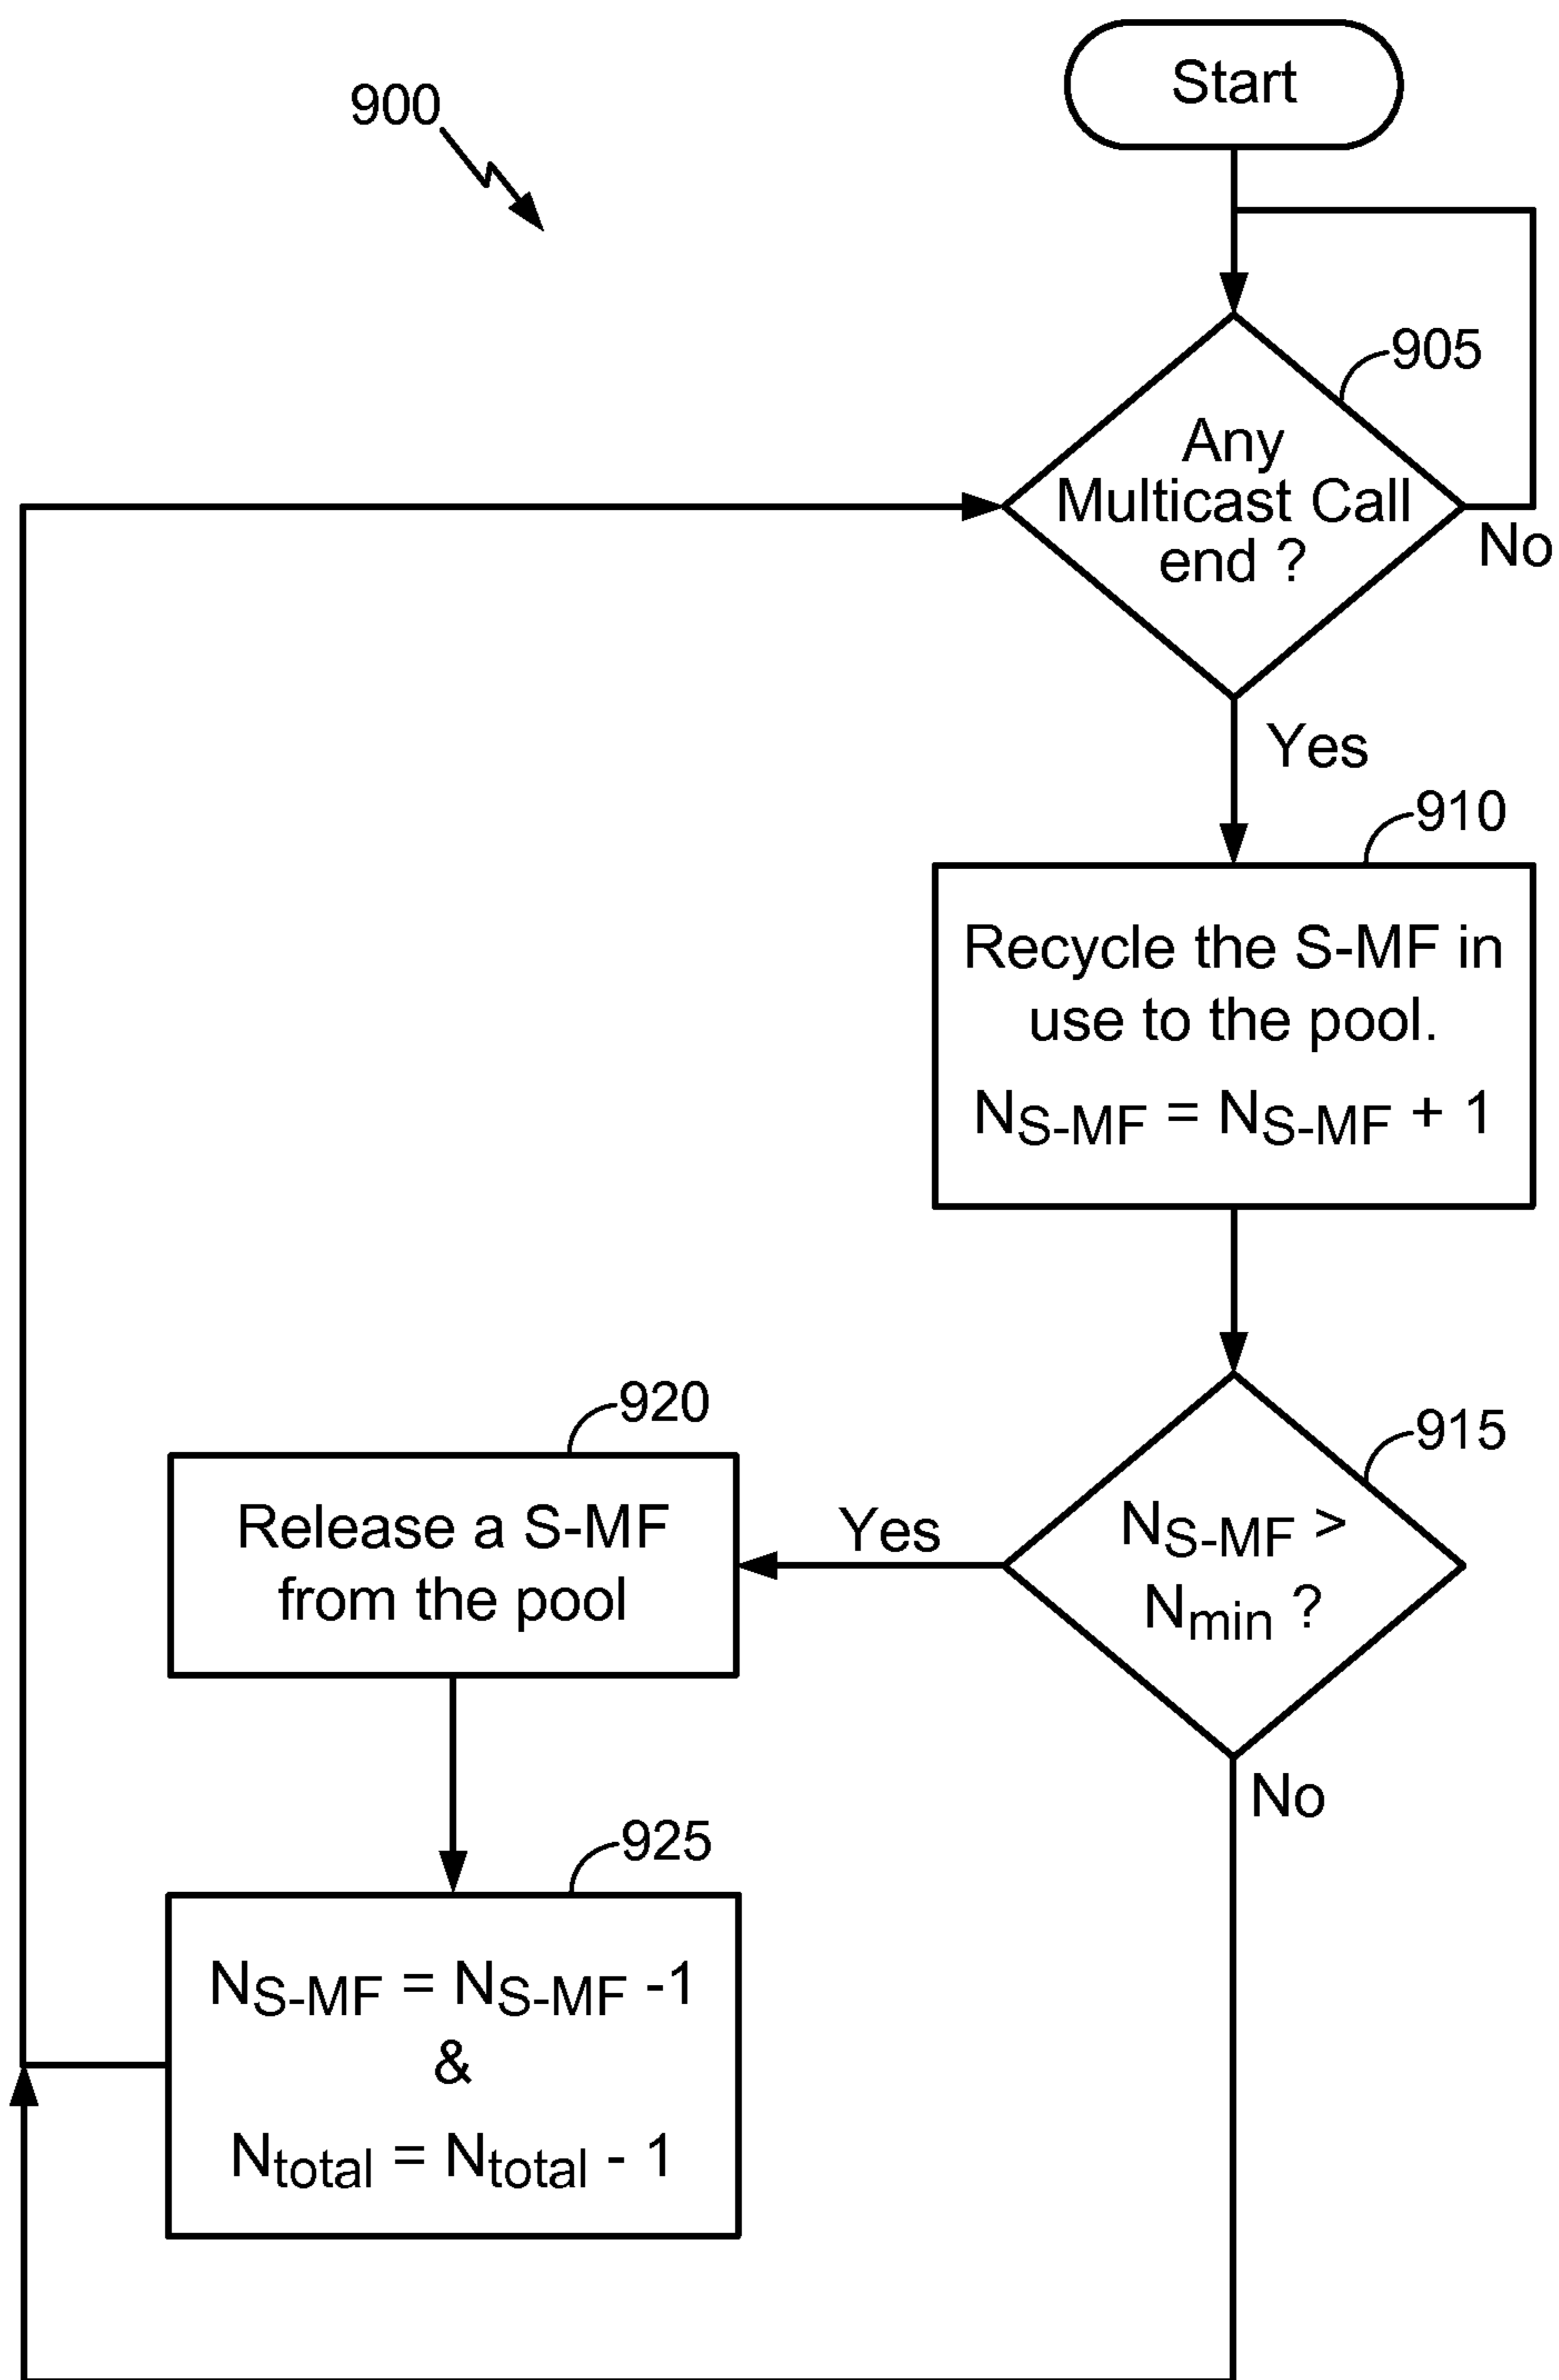 Start
900
905
Any
Multicast Call
end ?
No
Yes
910
Recycle the S-MF in
use to the pool.
NS-MF = NS-MF + 1
920
915
Release a S-MF
from the pool
Yes
NS-MF >
Nmin ?
No
925
NS-MF = NS-MF -1
&
Ntotal = Ntotal - 1